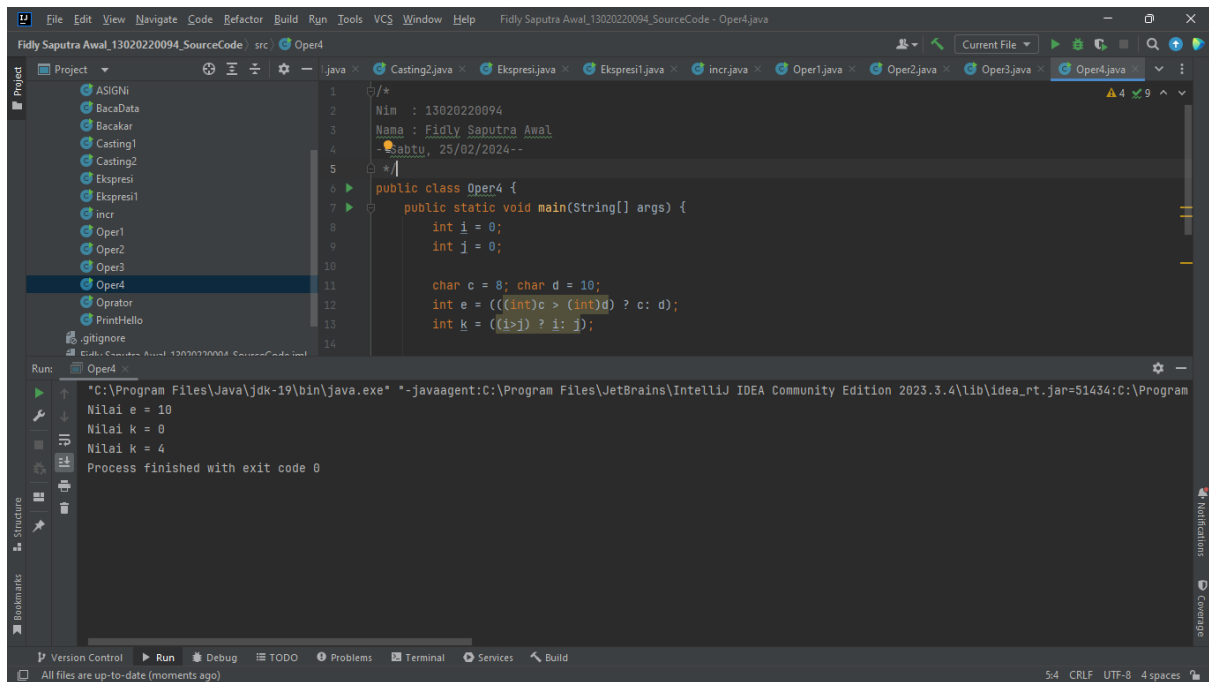 File Edit View Navigate Code Refactor Build Run Tools VCS Window Help Fidly Saputra Awal_13020220094_SourceCode - Oper4.java
Fidly Saputra Awal_13020220094_SourceCode src Oper4 Current File
Project
Project
.java Casting2.java Ekspresi.java Ekspresi1.java incr.java Oper1.java Oper2.java Oper3.java Oper4.java
ASIGNi
BacaData
Bacakar
Casting1
Casting2
Ekspresi
Ekspresi1
incr
Oper1
Oper2
Oper3
Oper4
Oprator
PrintHello
.gitignore
Fidly Saputra Awal_13020220094_SourceCode.iml
4 9
1 /*
2 Nim : 13020220094
3 Nama : Fidly Saputra Awal
4 --Sabtu, 25/02/2024--
5 */
6 public class Oper4 {
7 public static void main(String[] args) {
8 int i = 0;
9 int j = 0;
10
11 char c = 8; char d = 10;
12 int e = (((int)c > (int)d) ? c: d);
13 int k = ((i>j) ? i: j);
14
Run: Oper4
"C:\Program Files\Java\jdk-19\bin\java.exe" "-javaagent:C:\Program Files\JetBrains\IntelliJ IDEA Community Edition 2023.3.4\lib\idea_rt.jar=51434:C:\Program
Nilai e = 10
Nilai k = 0
Nilai k = 4
Process finished with exit code 0
Structure
Bookmarks
Notifications
Coverage
Version Control Run Debug TODO Problems Terminal Services Build
All files are up-to-date (moments ago) 5:4 CRLF UTF-8 4 spaces